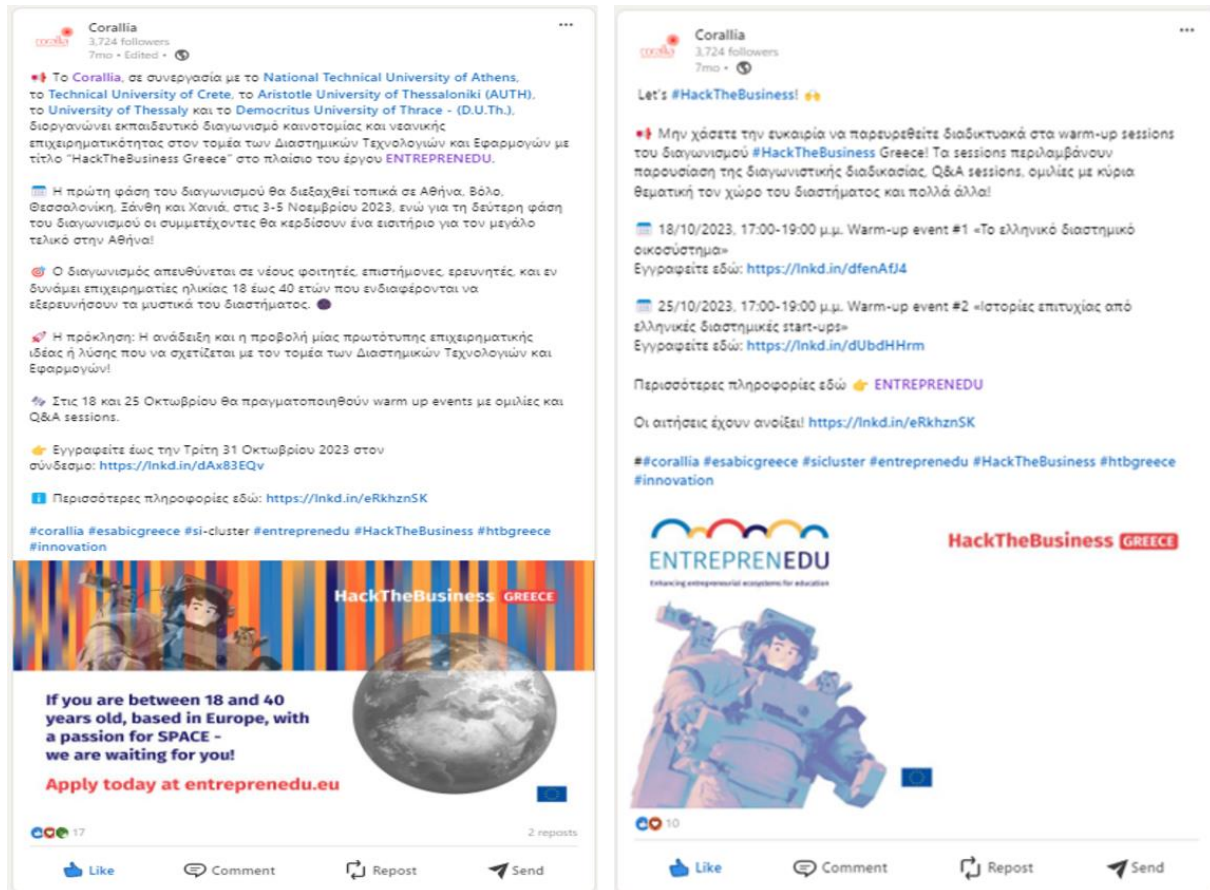 Corallia
3,724 followers
7mo • Edited •
Το Corallia, σε συνεργασία με το National Technical University of Athens,
το Technical University of Crete, το Aristotle University of Thessaloniki (AUTH),
το University of Thessaly και το Democritus University of Thrace - (D.U.Th.),
διοργανώνει εκπαιδευτικό διαγωνισμό καινοτομίας και νεανικής
επιχειρηματικότητας στον τομέα των Διαστημικών Τεχνολογιών και Εφαρμογών με
τίτλο "HackTheBusiness Greece" στο πλαίσιο του έργου ENTREPRENEDU.
Η πρώτη φάση του διαγωνισμού θα διεξαχθεί τοπικά σε Αθήνα, Βόλο,
Θεσσαλονίκη, Ξάνθη και Χανιά, στις 3-5 Νοεμβρίου 2023, ενώ για τη δεύτερη φάση
του διαγωνισμού οι συμμετέχοντες θα κερδίσουν ένα εισιτήριο για τον μεγάλο
τελικό στην Αθήνα!
Ο διαγωνισμός απευθύνεται σε νέους φοιτητές, επιστήμονες, ερευνητές, και εν
δυνάμει επιχειρηματίες ηλικίας 18 έως 40 ετών που ενδιαφέρονται να
εξερευνήσουν τα μυστικά του διαστήματος.
Η πρόκληση: Η ανάδειξη και η προβολή μίας πρωτότυπης επιχειρηματικής
ιδέας ή λύσης που να σχετίζεται με τον τομέα των Διαστημικών Τεχνολογιών και
Εφαρμογών!
Στις 18 και 25 Οκτωβρίου θα πραγματοποιηθούν warm up events με ομιλίες και
Q&A sessions.
Εγγραφείτε έως την Τρίτη 31 Οκτωβρίου 2023 στον
σύνδεσμο: https://lnkd.in/dAx83EQv
Περισσότερες πληροφορίες εδώ: https://lnkd.in/eRkhznSK
#corallia #esabicgreece #si-cluster #entreprenedu #HackTheBusiness #htbgreece
#innovation
HackTheBusiness GREECE
If you are between 18 and 40
years old, based in Europe, with
a passion for SPACE -
we are waiting for you!
Apply today at entreprenedu.eu
17
2 reposts
Like
Comment
Repost
Send
corallia
Corallia
3,724 followers
7mo •
Let's #HackTheBusiness!
Μην χάσετε την ευκαιρία να παρευρεθείτε διαδικτυακά στα warm-up sessions
του διαγωνισμού #HackTheBusiness Greece! Τα sessions περιλαμβάνουν
παρουσίαση της διαγωνιστικής διαδικασίας, Q&A sessions, ομιλίες με κύρια
θεματική τον χώρο του διαστήματος και πολλά άλλα!
18/10/2023, 17:00-19:00 μ.μ. Warm-up event #1 «Το ελληνικό διαστημικό
οικοσύστημα»
Εγγραφείτε εδώ: https://lnkd.in/dfenAfJ4
25/10/2023, 17:00-19:00 μ.μ. Warm-up event #2 «Ιστορίες επιτυχίας από
ελληνικές διαστημικές start-ups»
Εγγραφείτε εδώ: https://lnkd.in/dUbdHHrm
Περισσότερες πληροφορίες εδώ ENTREPRENEDU
Οι αιτήσεις έχουν ανοίξει! https://lnkd.in/eRkhznSK
##corallia #esabicgreece #sicluster #entreprenedu #HackTheBusiness #htbgreece
#innovation
ENTREPRENEDU
Enhancing entrepreneurial ecosystems for education
HackTheBusiness GREECE
10
Like
Comment
Repost
Send